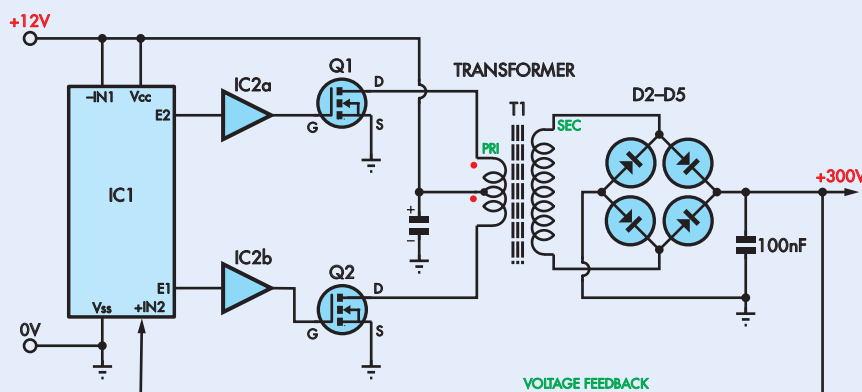 +12V
Q1
TRANSFORMER
IC2a
D
D2–D5
T1
–IN1
Vcc
E2
SEC
G
S
PRI
+300V
IC1
+
–
100nF
IC2b
Q2
E1
D
Vss
+IN2
0V
G
S
VOLTAGE FEEDBACK